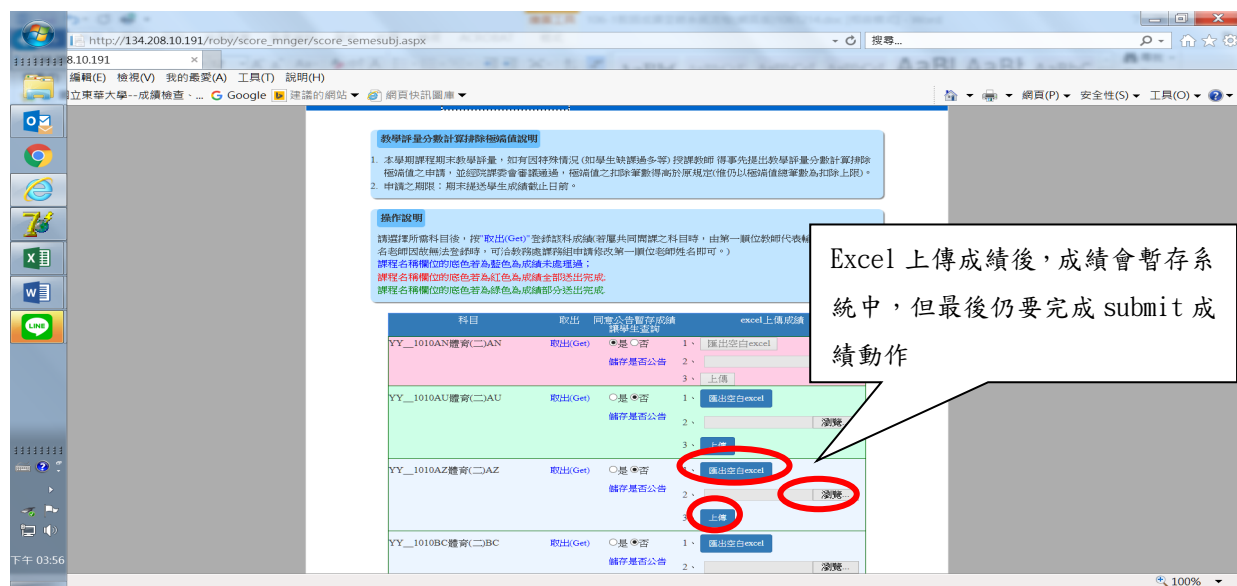 http://134.208.10.191/roby/score_mnger/score_semesubj.aspx
搜尋...
8.10.191
編輯(E) 檢視(V) 我的最愛(A) 工具(T) 說明(H)
立東華大學--成績檢查、... Google 建議的網站 網頁快訊圖庫
網頁(P) 安全性(S) 工具(O)
教學評量分數計算排除極端值說明
1. 本學期課程期末教學評量，如有因特殊情況(如學生缺課過多等) 授課教師 得事先提出教學評量分數計算排除
極端值之申請，並經院課委會審議通過，極端值之扣除筆數得高於原規定(惟仍以極端值總筆數為扣除上限)。
2. 申請之期限：期末提送學生成績截止日前。
操作說明
請選擇所需科目後，按"取出(Get)"登錄該科成績(若屬共同開課之科目時，由第一順位教師代表
名老師因故無法登錄時，可洽教務處課務組申請修改第一順位老師姓名即可。)
課程名稱欄位的底色若為藍色為成績未處理過；
課程名稱欄位的底色若為紅色為成績全部送出完成
課程名稱欄位的底色若為綠色為成績部分送出完成
Excel 上傳成績後，成績會暫存系
統中，但最後仍要完成 submit 成
績動作
科目 取出 同意公告暫存成績 excel上傳成績
讓學生查詢
YY__1010AN體育(二)AN 取出(Get) 是 否 1、 匯出空白excel
儲存是否公告 2、
3、 上傳
YY__1010AU體育(二)AU 取出(Get) 是 否 1、 匯出空白excel
儲存是否公告 2、 瀏覽...
3、 上傳
YY__1010AZ體育(二)AZ 取出(Get) 是 否 1、 匯出空白excel
儲存是否公告 2、 瀏覽...
3、 上傳
YY__1010BC體育(二)BC 取出(Get) 是 否 1、 匯出空白excel
儲存是否公告 2、 瀏覽...
LINE
下午 03:56
100%